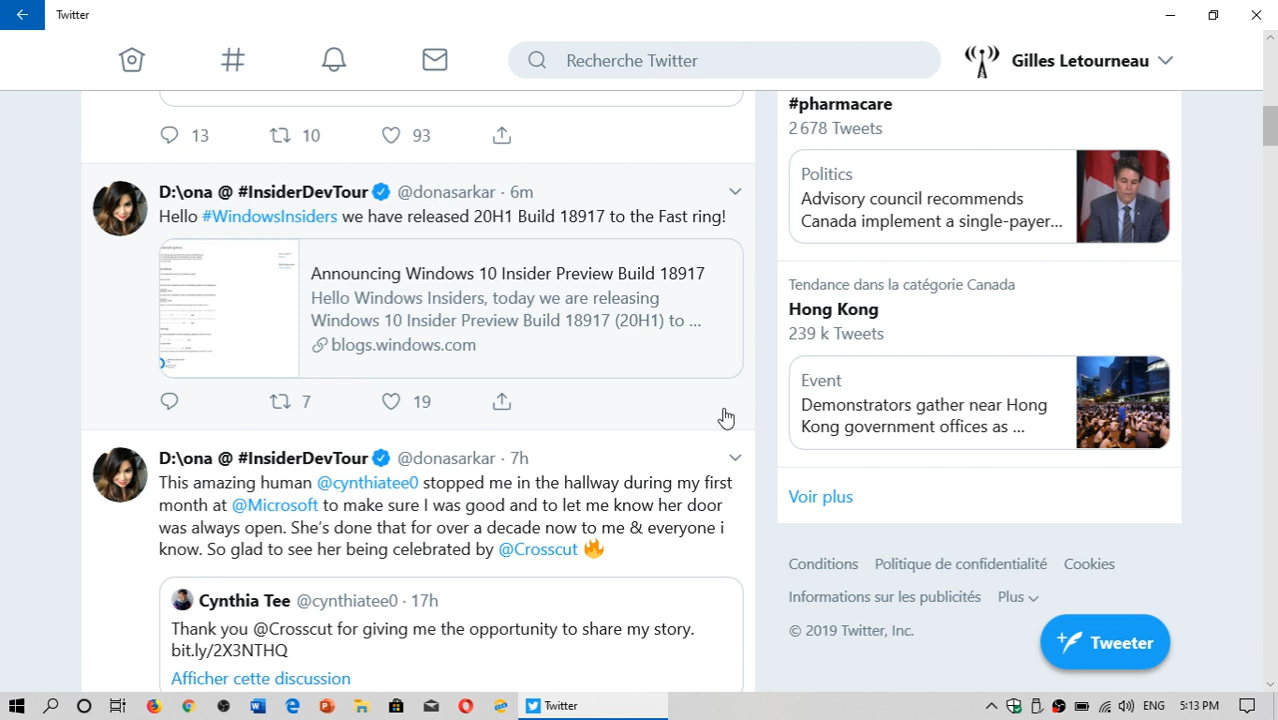 Twitter
Recherche Twitter
Gilles Letourneau
13
10
93
D:\ona @ #InsiderDevTour @donasarkar · 6m
Hello #WindowsInsiders we have released 20H1 Build 18917 to the Fast ring!
Announcing Windows 10 Insider Preview Build 18917
Hello Windows Insiders, today we are releasing
Windows 10 Insider Preview Build 18917 (20H1) to ...
blogs.windows.com
7
19
D:\ona @ #InsiderDevTour @donasarkar · 7h
This amazing human @cynthiatee0 stopped me in the hallway during my first
month at @Microsoft to make sure I was good and to let me know her door
was always open. She's done that for over a decade now to me & everyone i
know. So glad to see her being celebrated by @Crosscut 🔥
Cynthia Tee @cynthiatee0 · 17h
Thank you @Crosscut for giving me the opportunity to share my story.
bit.ly/2X3NTHQ
Afficher cette discussion
#pharmacare
2 678 Tweets
Politics
Advisory council recommends
Canada implement a single-payer...
Tendance dans la catégorie Canada
Hong Kong
239 k Tweets
Event
Demonstrators gather near Hong
Kong government offices as ...
Voir plus
Conditions Politique de confidentialité Cookies
Informations sur les publicités Plus
© 2019 Twitter, Inc.
Tweeter
Twitter
ENG
5:13 PM